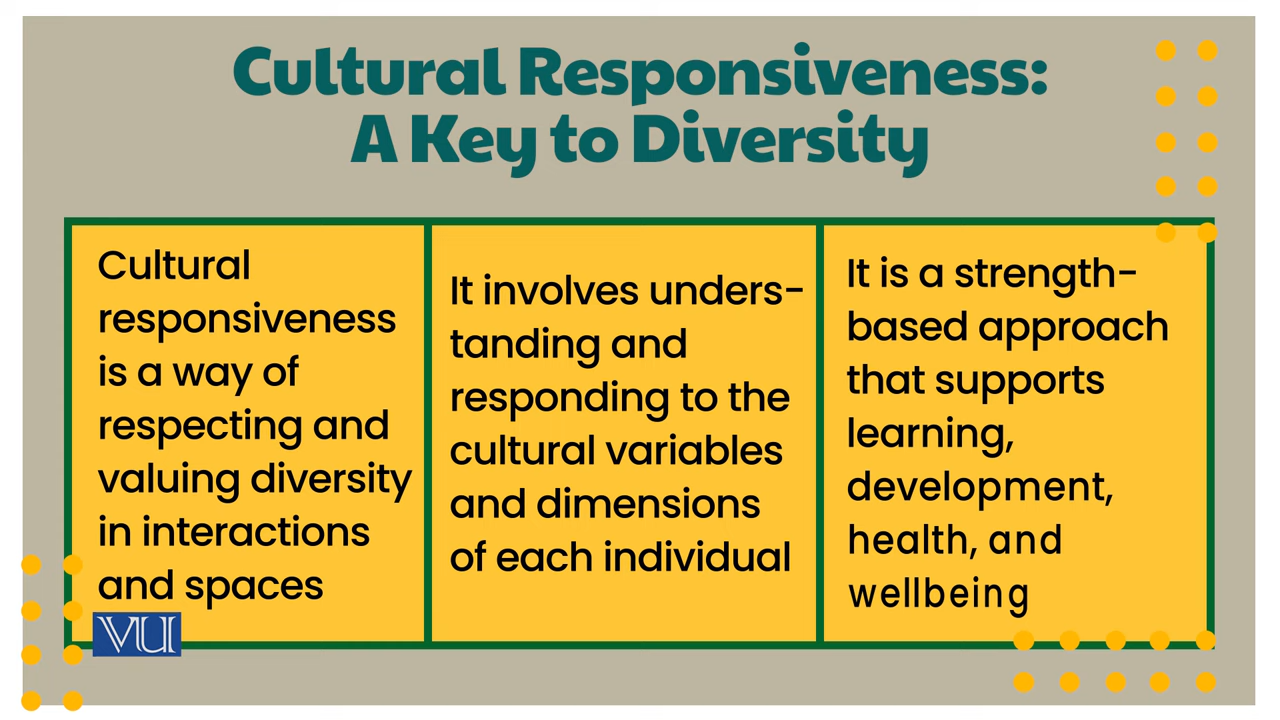 Cultural Responsiveness:
A Key to Diversity
Cultural
responsiveness
is a way of
respecting and
valuing diversity
in interactions
and spaces
It involves unders-
tanding and
responding to the
cultural variables
and dimensions
of each individual
It is a strength-
based approach
that supports
learning,
development,
health, and
wellbeing
VU